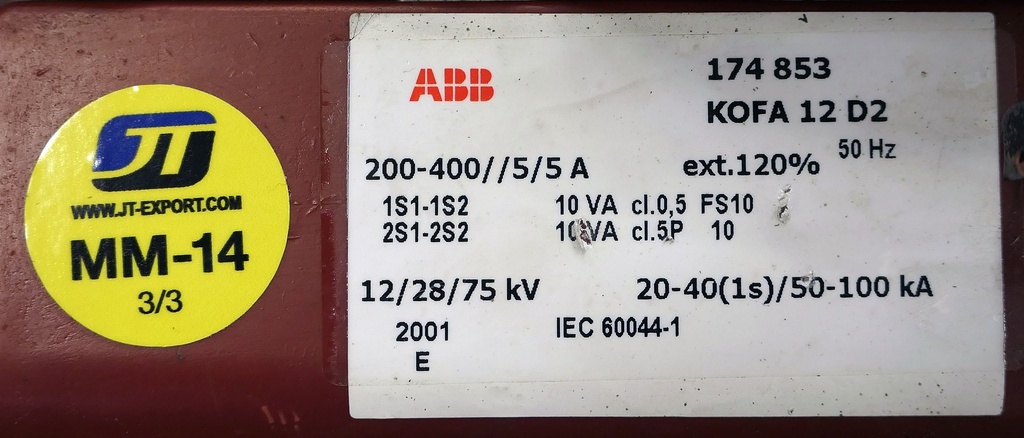 JT
WWW.JT-EXPORT.COM
MM-14
3/3
ABB
174 853
KOFA 12 D2
200-400//5/5 A ext.120% 50 Hz
1S1-1S2 10 VA cl.0,5 FS10
2S1-2S2 10 VA cl.5P 10
12/28/75 kV 20-40(1s)/50-100 kA
2001 IEC 60044-1
E